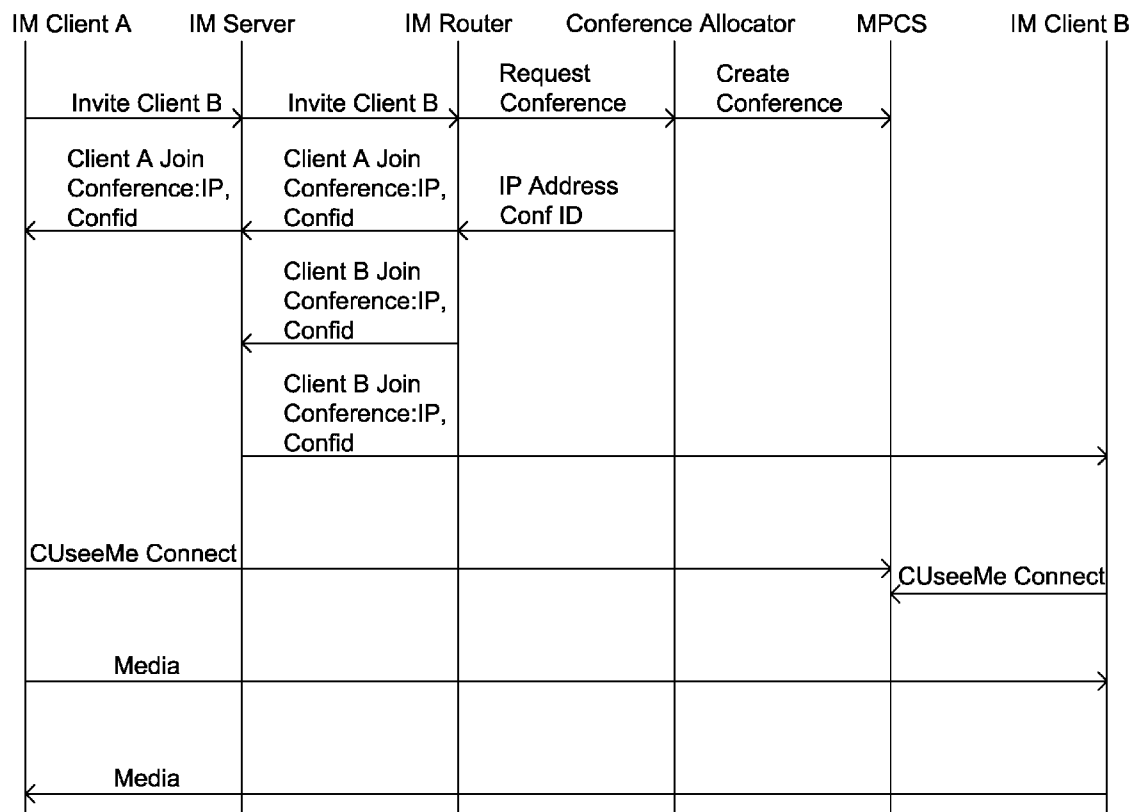 IM Client A IM Server IM Router Conference Allocator MPCS IM Client B
Request
Conference
Create
Conference
Invite Client B
Invite Client B
Client A Join
Conference:IP,
Confid
Client A Join
Conference:IP,
Confid
IP Address
Conf ID
Client B Join
Conference:IP,
Confid
Client B Join
Conference:IP,
Confid
CUseeMe Connect
CUseeMe Connect
Media
Media